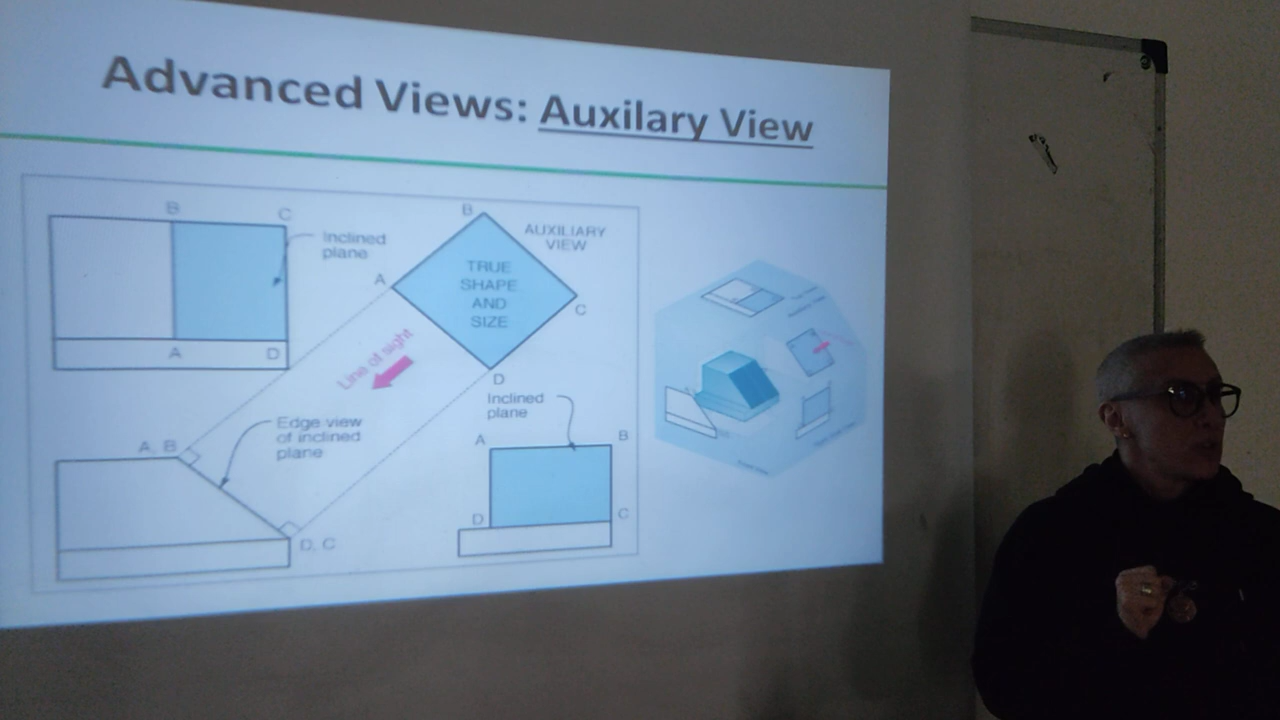 Advanced Views: Auxilary View
B
C
Inclined
plane
A
D
B
AUXILIARY
VIEW
A
TRUE
SHAPE
AND
SIZE
C
D
Line of sight
Edge view
of inclined
plane
A, B
D, C
Inclined
plane
A
B
D
C